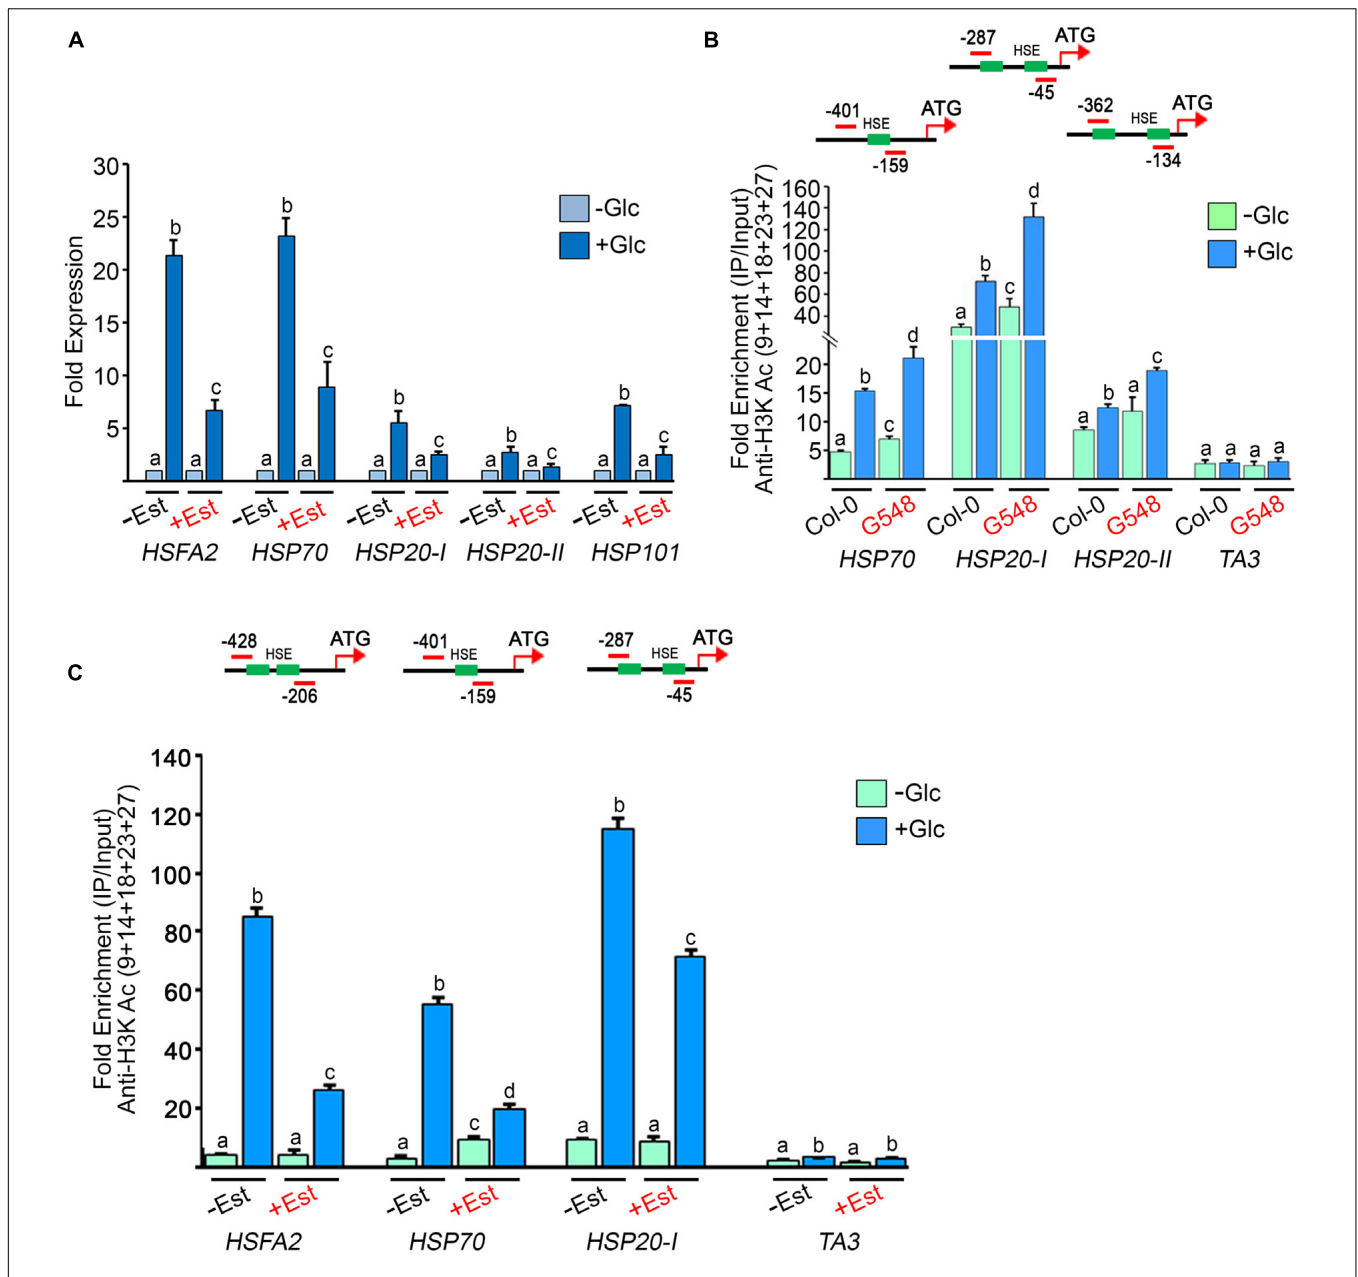 A
30
25
20
15
10
5
Fold Expression
-Glc
+Glc
b
b
b
b
b
c
c
c
c
c
a
a
a
a
a
a
a
a
a
a
-Est
+Est
-Est
+Est
-Est
+Est
-Est
+Est
-Est
+Est
HSFA2
HSP70
HSP20-I
HSP20-II
HSP101
B
-287
HSE
ATG
-45
-401
HSE
ATG
-159
-362
HSE
ATG
-134
Fold Enrichment (IP/Input)
Anti-H3K Ac (9+14+18+23+27)
160
140
120
100
80
60
40
20
15
10
5
-Glc
+Glc
a
b
c
d
a
b
c
d
a
b
a
c
a
a
a
a
Col-0
G548
Col-0
G548
Col-0
G548
Col-0
G548
HSP70
HSP20-I
HSP20-II
TA3
C
-428
HSE
ATG
-206
-401
HSE
ATG
-159
-287
HSE
ATG
-45
Fold Enrichment (IP/Input)
Anti-H3K Ac (9+14+18+23+27)
140
120
100
80
60
40
20
-Glc
+Glc
a
b
a
c
a
b
c
d
a
b
a
c
a
b
a
b
-Est
+Est
-Est
+Est
-Est
+Est
-Est
+Est
HSFA2
HSP70
HSP20-I
TA3